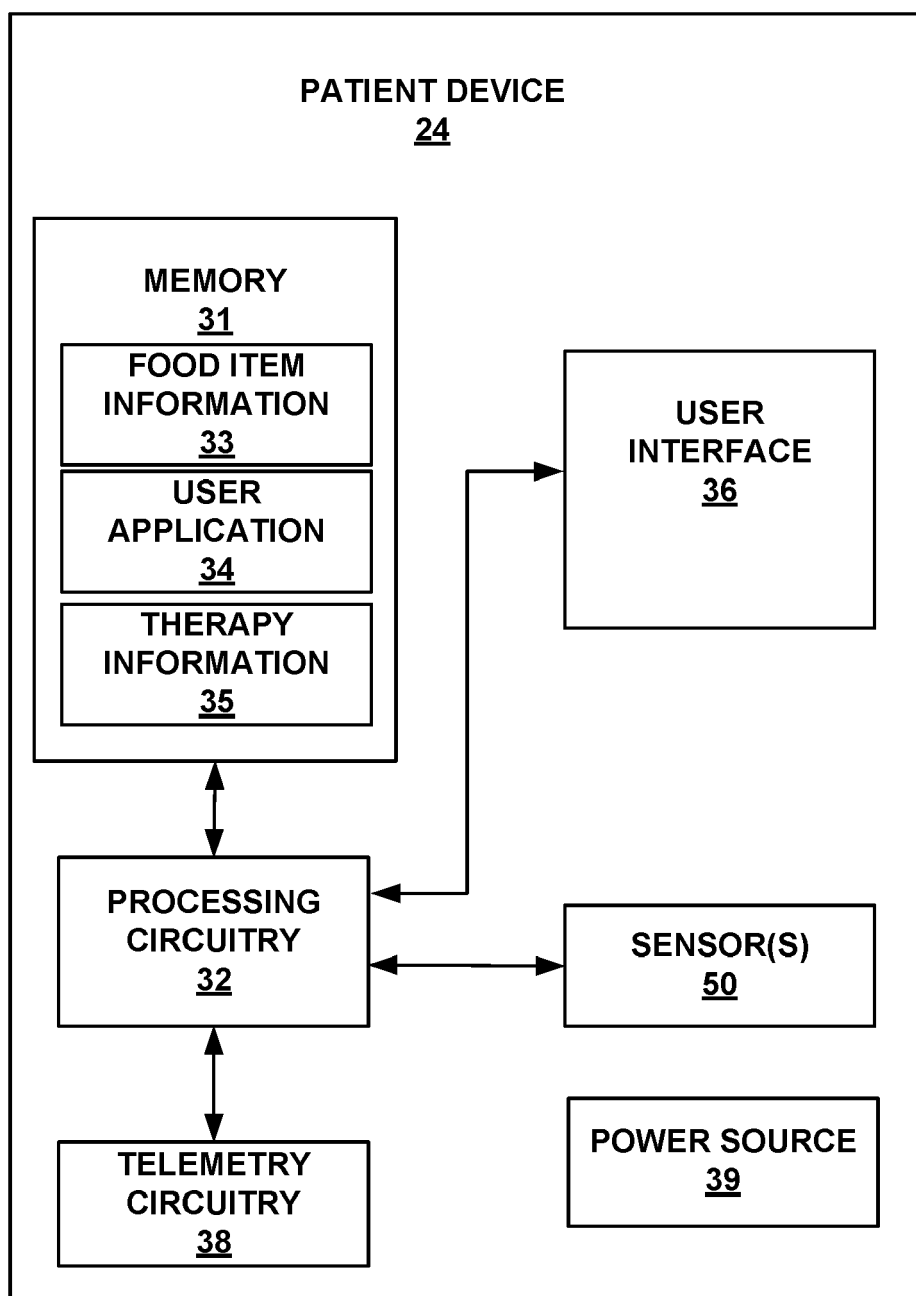 PATIENT DEVICE
24
MEMORY
31
FOOD ITEM
INFORMATION
33
USER
APPLICATION
34
THERAPY
INFORMATION
35
USER
INTERFACE
36
PROCESSING
CIRCUITRY
32
SENSOR(S)
50
TELEMETRY
CIRCUITRY
38
POWER SOURCE
39